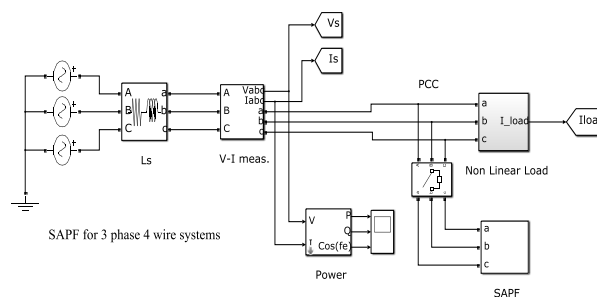 Vs
Is
PCC
A
B
C
a
b
c
Ls
A
B
C
Vabc
Iabc
a
b
c
V-I meas.
a
b
c
I_load
Iloa
Non Linear Load
V
I
P
Q
Cos(fe)
Power
a
b
c
SAPF
SAPF for 3 phase 4 wire systems